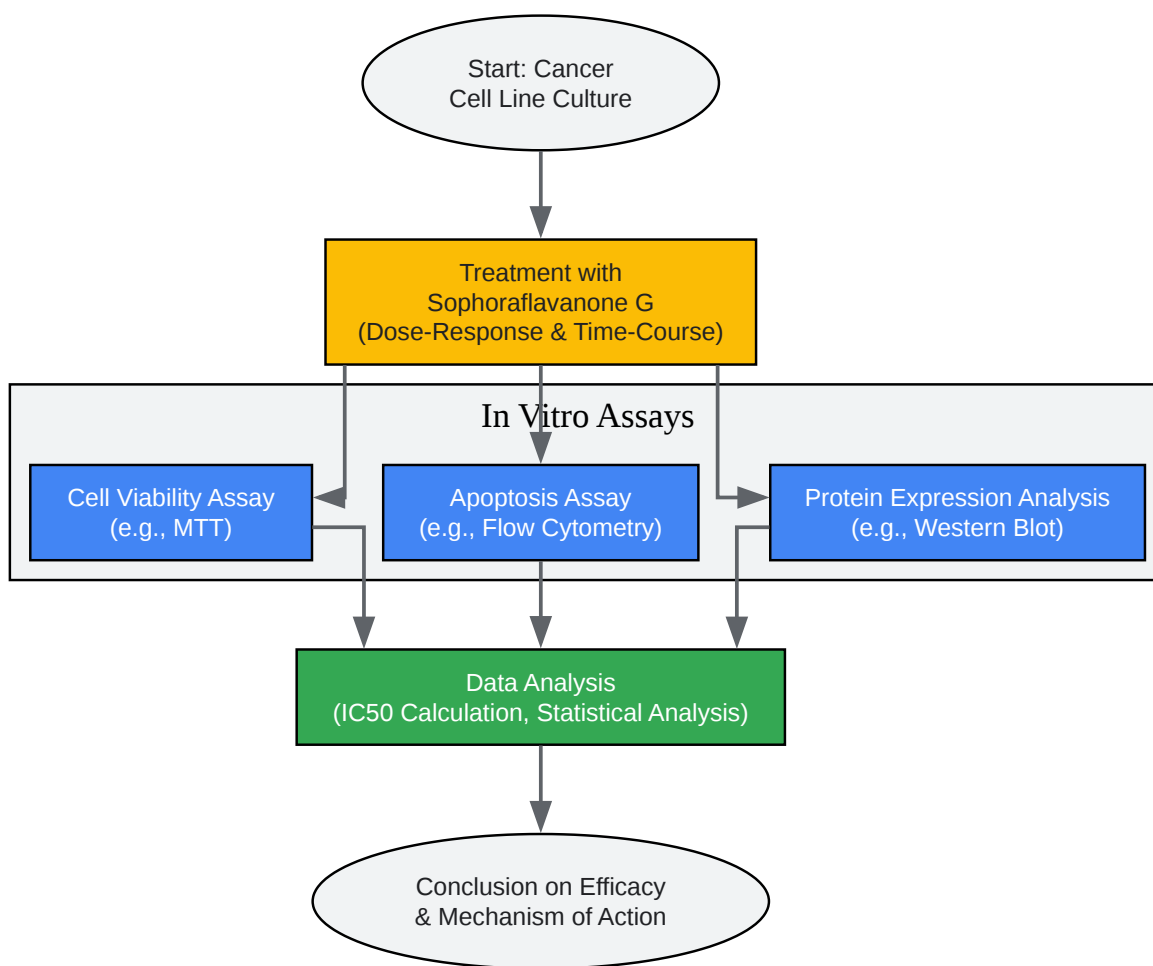 Start: Cancer
Cell Line Culture
Treatment with
Sophoraflavanone G
(Dose-Response & Time-Course)
In Vitro Assays
Cell Viability Assay
(e.g., MTT)
Apoptosis Assay
(e.g., Flow Cytometry)
Protein Expression Analysis
(e.g., Western Blot)
Data Analysis
(IC50 Calculation, Statistical Analysis)
Conclusion on Efficacy
& Mechanism of Action